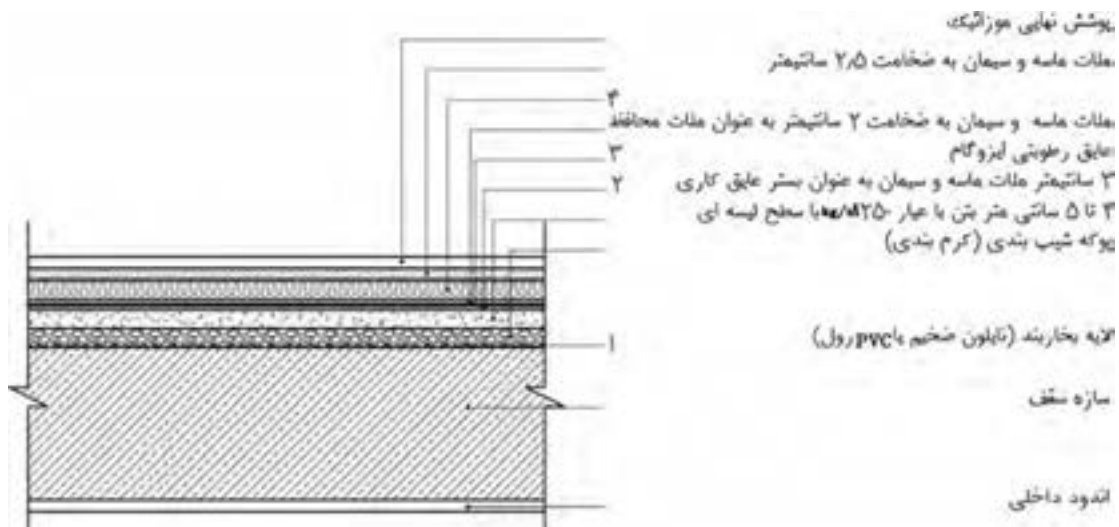 پوشش نهایی موزائیک
ملات ماسه و سیمان به ضخامت ۲٫۵ سانتیمتر
۴
ملات ماسه و سیمان به ضخامت ۲ سانتیمتر به عنوان ملات محافظ
عایق رطوبتی ایزوگام
۳
۳ سانتیمتر ملات ماسه و سیمان به عنوان بستر عایق کاری
۲
۳ تا ۵ سانتی متر بتن با عیار ۲۵۰ با سطح لیسه ای
پوکه شیب بندی (کرم بندی)
لایه بخاربند (نایلون ضخیم یا PVC رول)
۱
سازه سقف
اندود داخلی